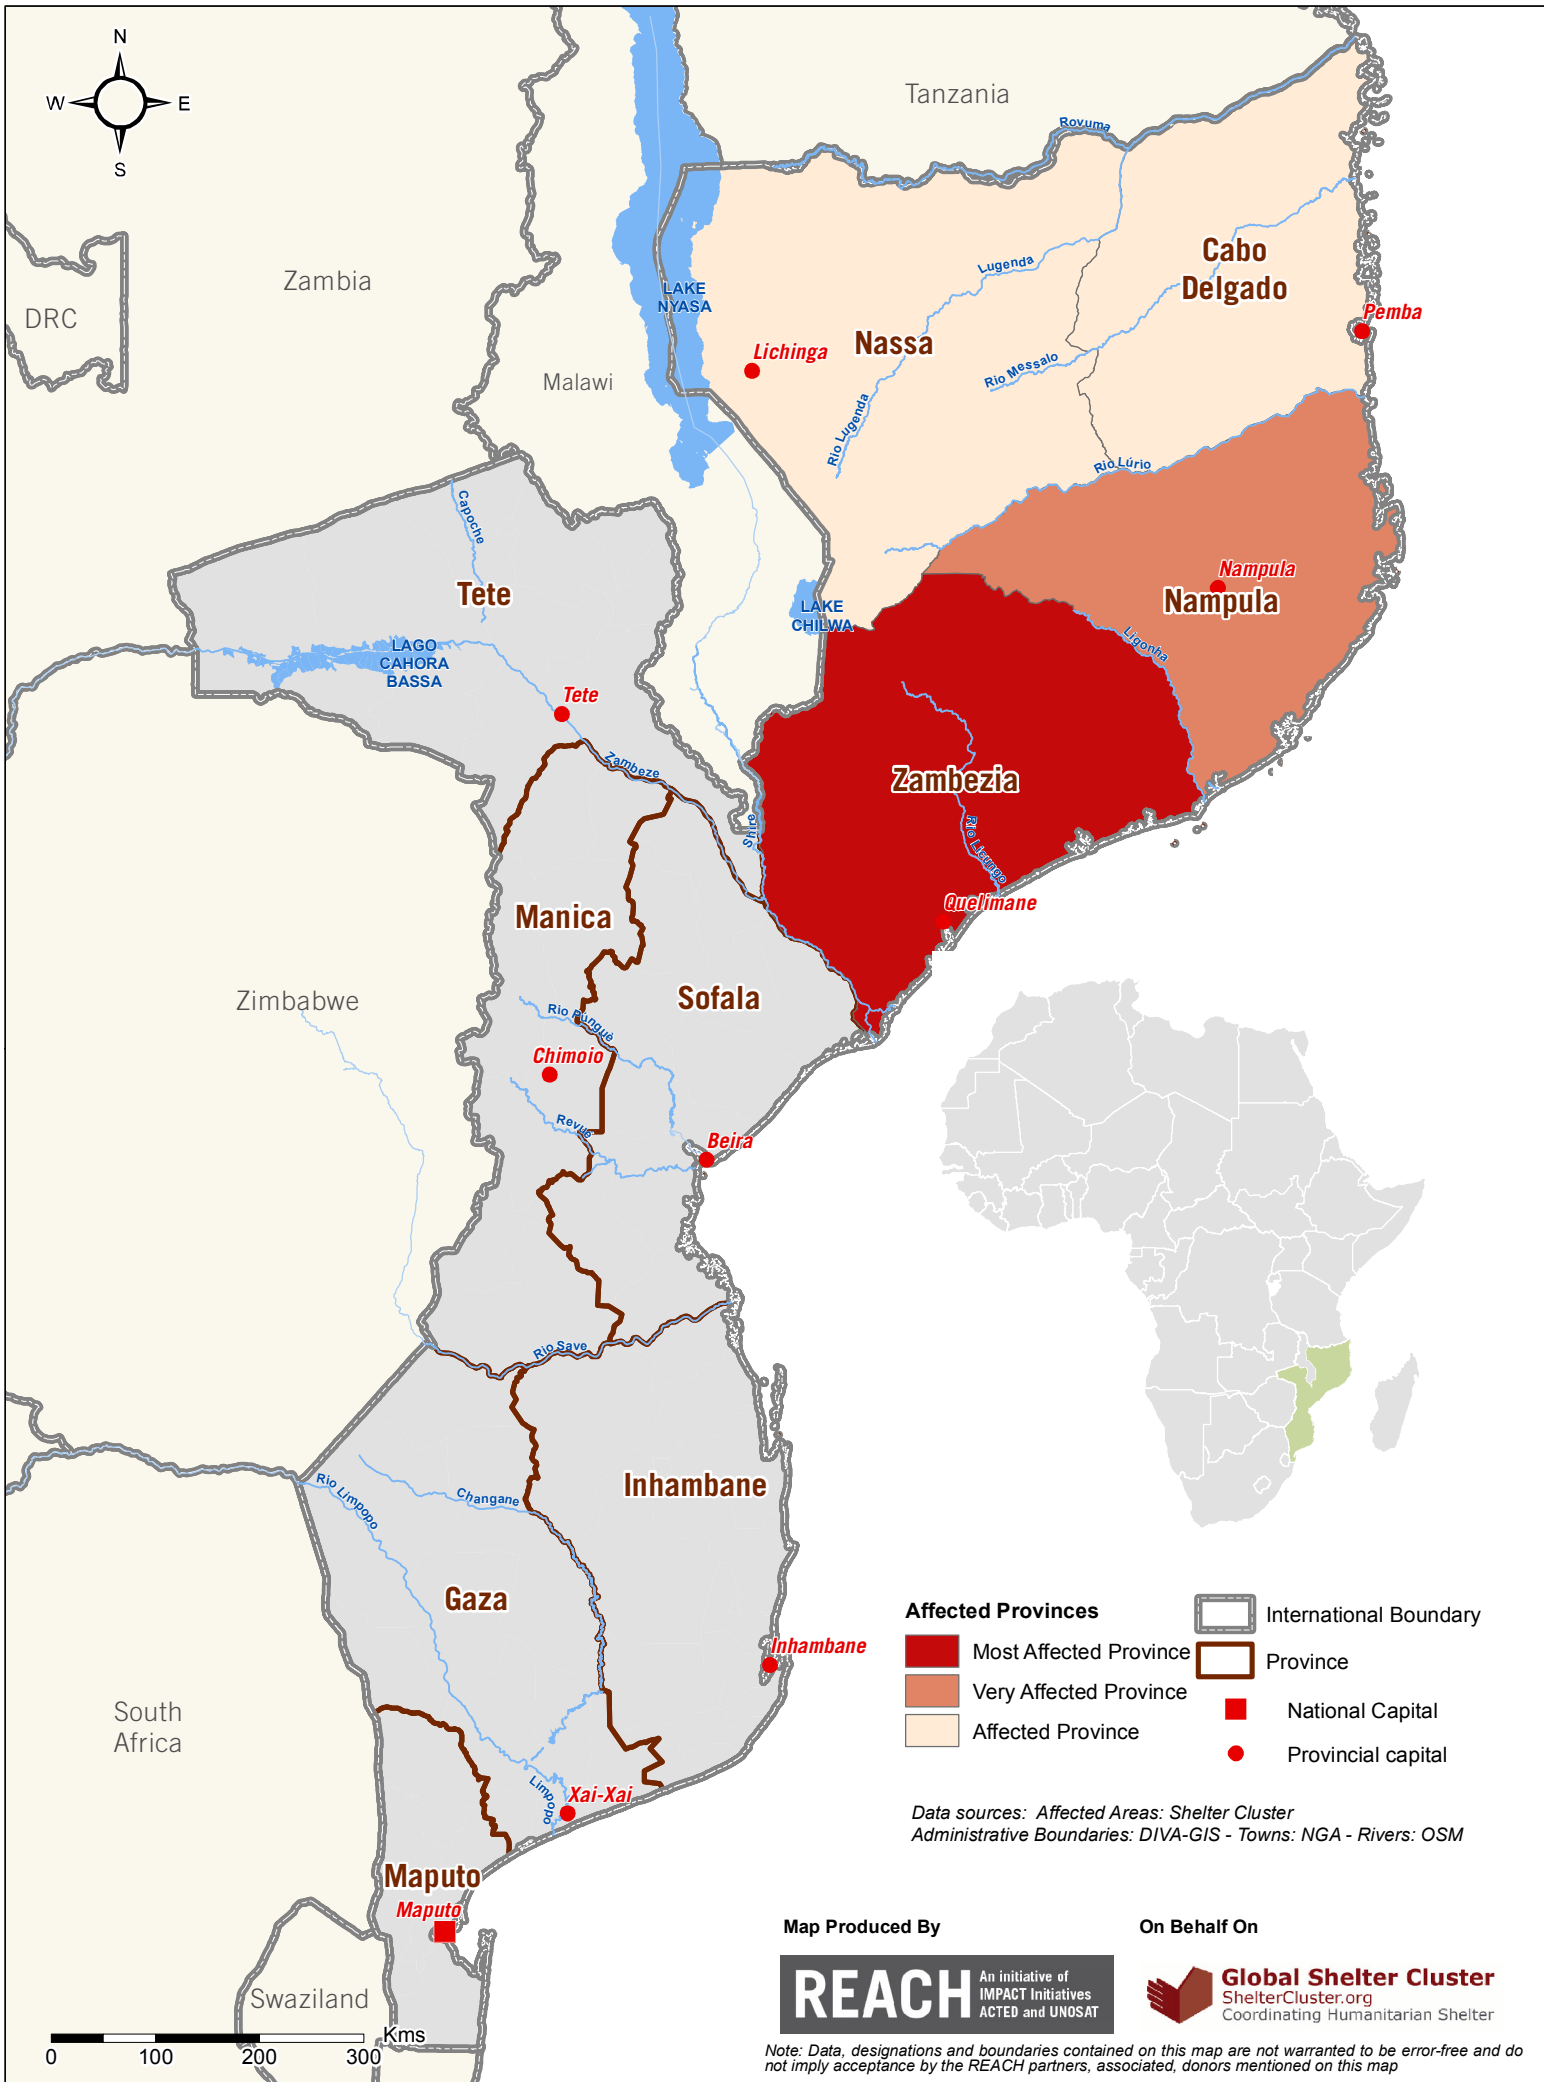 N
W
E
S
Tanzania
Rovuma
Zambia
DRC
Malawi
LAKE
NYASA
Lugenda
Cabo
Delgado
Pemba
Lichinga
Nassa
Rio Messalo
Rio Lugenda
Rio Lúrio
Capoche
Tete
Nampula
Nampula
LAKE
CHILWA
Ligonha
LAGO
CAHORA
BASSA
Tete
Zambeze
Zambezia
Shire
Rio Licungo
Quelimane
Manica
Sofala
Zimbabwe
Rio Púngué
Chimoio
Revue
Beira
Rio Save
Inhambane
Rio Limpopo
Changane
Gaza
Inhambane
South
Africa
Limpopo
Xai-Xai
Maputo
Maputo
Swaziland
Kms
0 100 200 300
Affected Provinces
Most Affected Province
Very Affected Province
Affected Province
International Boundary
Province
National Capital
Provincial capital
Data sources: Affected Areas: Shelter Cluster
Administrative Boundaries: DIVA-GIS - Towns: NGA - Rivers: OSM
Map Produced By
On Behalf On
REACH
An initiative of
IMPACT Initiatives
ACTED and UNOSAT
Global Shelter Cluster
ShelterCluster.org
Coordinating Humanitarian Shelter
Note: Data, designations and boundaries contained on this map are not warranted to be error-free and do
not imply acceptance by the REACH partners, associated, donors mentioned on this map